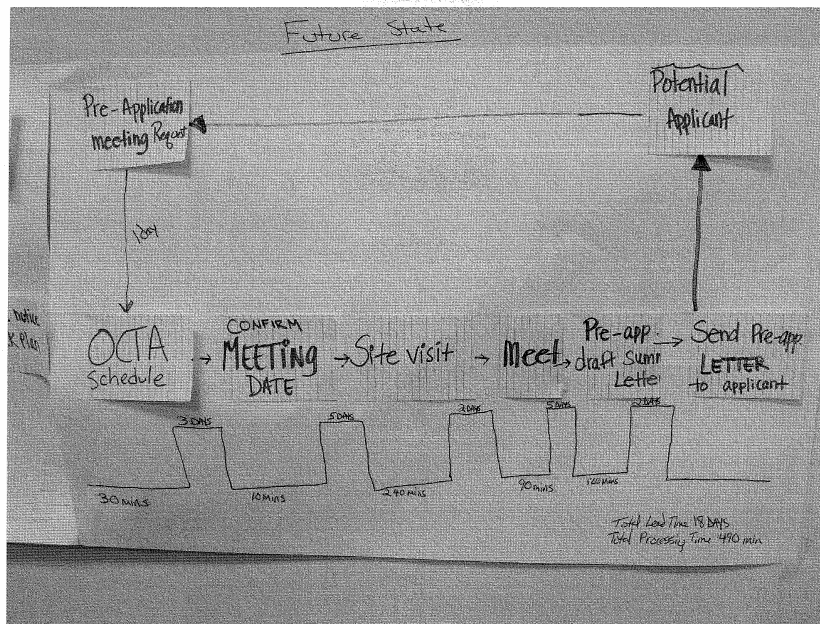 Future State
Pre-Application
meeting Request
Potential
Applicant
1 day
notice
K Plan
OCTA
Schedule
CONFIRM
MEETING
DATE
Site visit
Meet
Pre-app.
draft Summ
Letter
Send Pre-app
LETTER
to applicant
3 DAYS
5 DAYS
2 DAYS
5 DAYS
2 DAYS
30 mins
10 mins
240 mins
90 mins
120 mins
Total Lead Time 18 DAYS
Total Processing Time 490 min